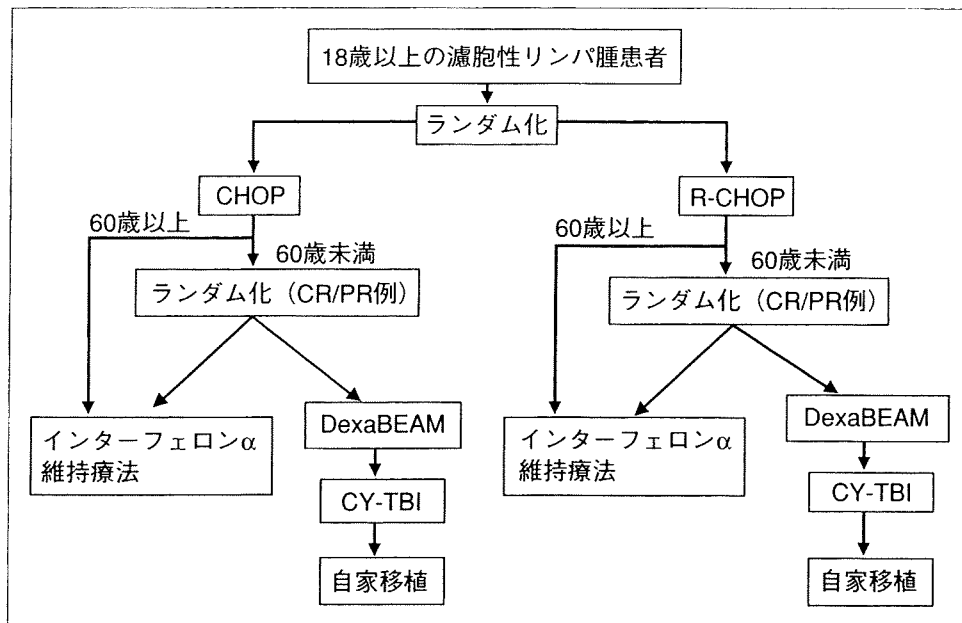 18歳以上の濾胞性リンパ腫患者
ランダム化
CHOP
60歳以上
60歳未満
ランダム化（CR/PR例）
インターフェロンα
維持療法
DexaBEAM
CY-TBI
自家移植
R-CHOP
60歳以上
60歳未満
ランダム化（CR/PR例）
インターフェロンα
維持療法
DexaBEAM
CY-TBI
自家移植